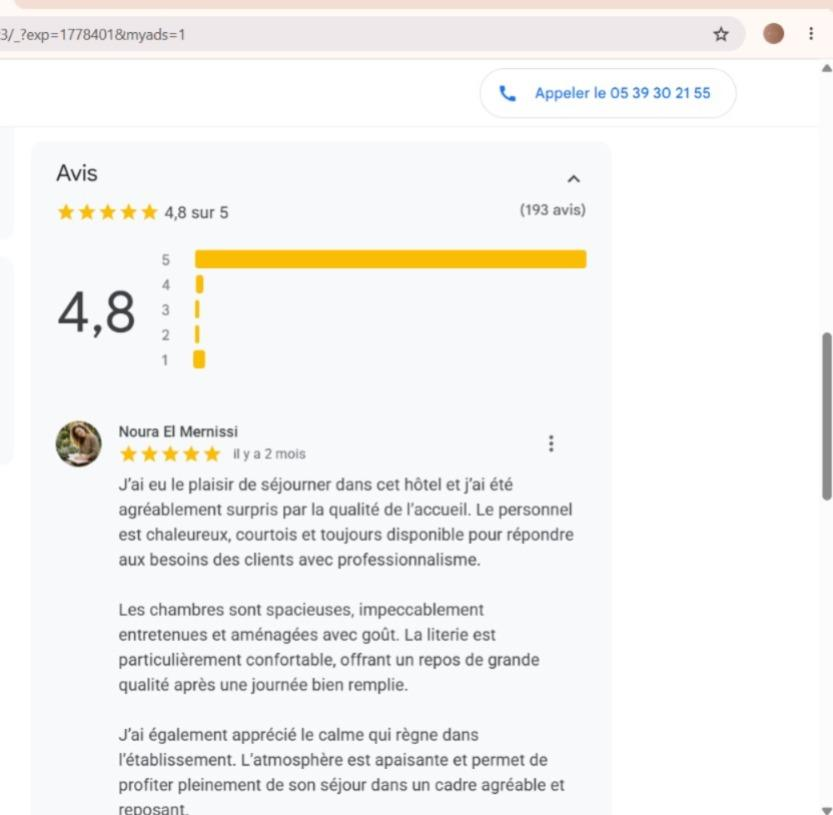 3/_?exp=1778401&myads=1
Appeler le 05 39 30 21 55
Avis
4,8 sur 5
(193 avis)
5
4
4,8
3
2
1
Noura El Mernissi
il y a 2 mois
J'ai eu le plaisir de séjourner dans cet hôtel et j'ai été
agréablement surpris par la qualité de l'accueil. Le personnel
est chaleureux, courtois et toujours disponible pour répondre
aux besoins des clients avec professionnalisme.
Les chambres sont spacieuses, impeccablement
entretenues et aménagées avec goût. La literie est
particulièrement confortable, offrant un repos de grande
qualité après une journée bien remplie.
J'ai également apprécié le calme qui règne dans
l'établissement. L'atmosphère est apaisante et permet de
profiter pleinement de son séjour dans un cadre agréable et
reposant.